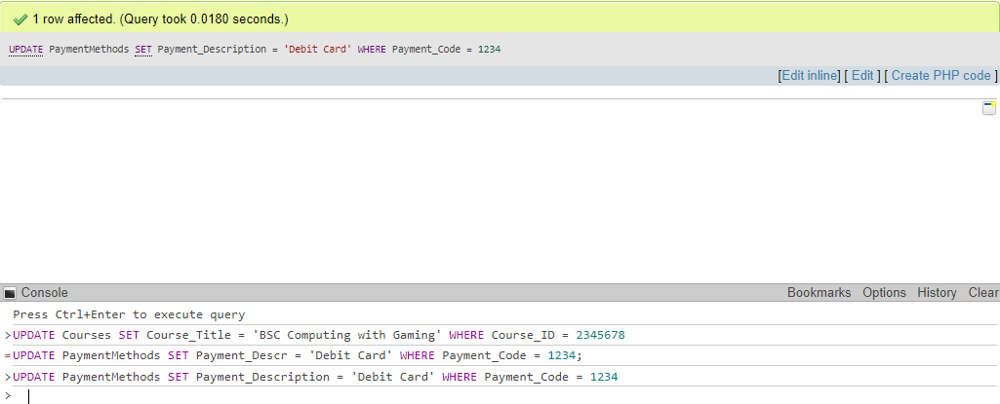 1 row affected. (Query took 0.0180 seconds.)
UPDATE PaymentMethods SET Payment_Description = 'Debit Card' WHERE Payment_Code = 1234
[Edit inline] [ Edit ] [ Create PHP code ]
Console Bookmarks Options History Clear
Press Ctrl+Enter to execute query
>UPDATE Courses SET Course_Title = 'BSC Computing with Gaming' WHERE Course_ID = 2345678
=UPDATE PaymentMethods SET Payment_Descr = 'Debit Card' WHERE Payment_Code = 1234;
>UPDATE PaymentMethods SET Payment_Description = 'Debit Card' WHERE Payment_Code = 1234
>